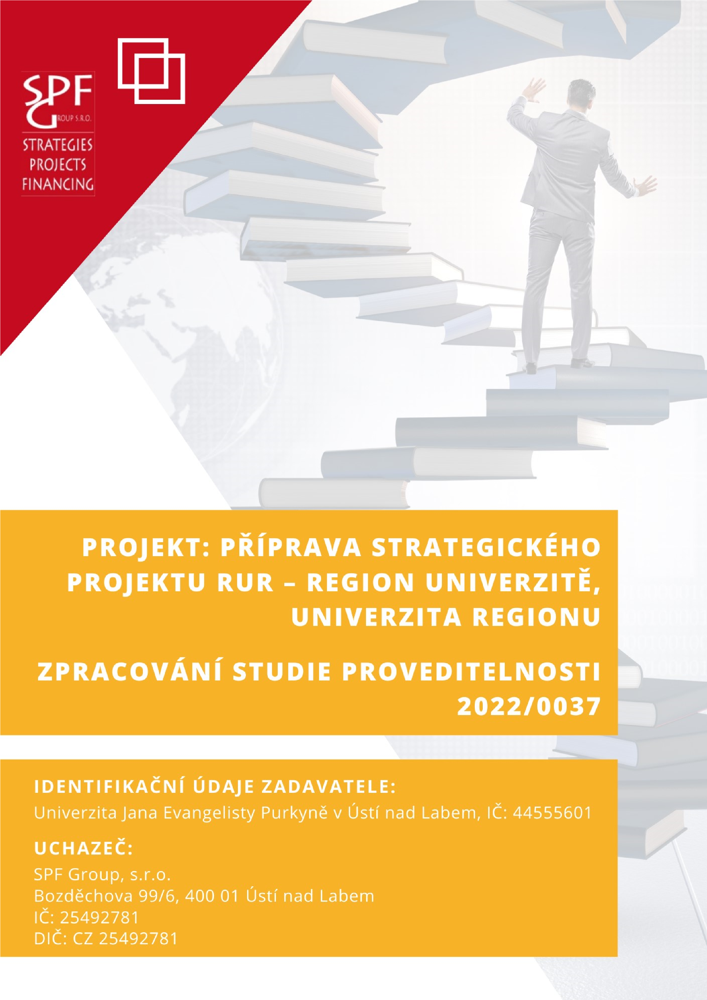 SPF
GROUP S.R.O.
STRATEGIES
PROJECTS
FINANCING
PROJEKT: PŘÍPRAVA STRATEGICKÉHO
PROJEKTU RUR – REGION UNIVERZITĚ,
UNIVERZITA REGIONU
ZPRACOVÁNÍ STUDIE PROVEDITELNOSTI
2022/0037
IDENTIFIKAČNÍ ÚDAJE ZADAVATELE:
Univerzita Jana Evangelisty Purkyně v Ústí nad Labem, IČ: 44555601
UCHAZEČ:
SPF Group, s.r.o.
Bozděchova 99/6, 400 01 Ústí nad Labem
IČ: 25492781
DIČ: CZ 25492781